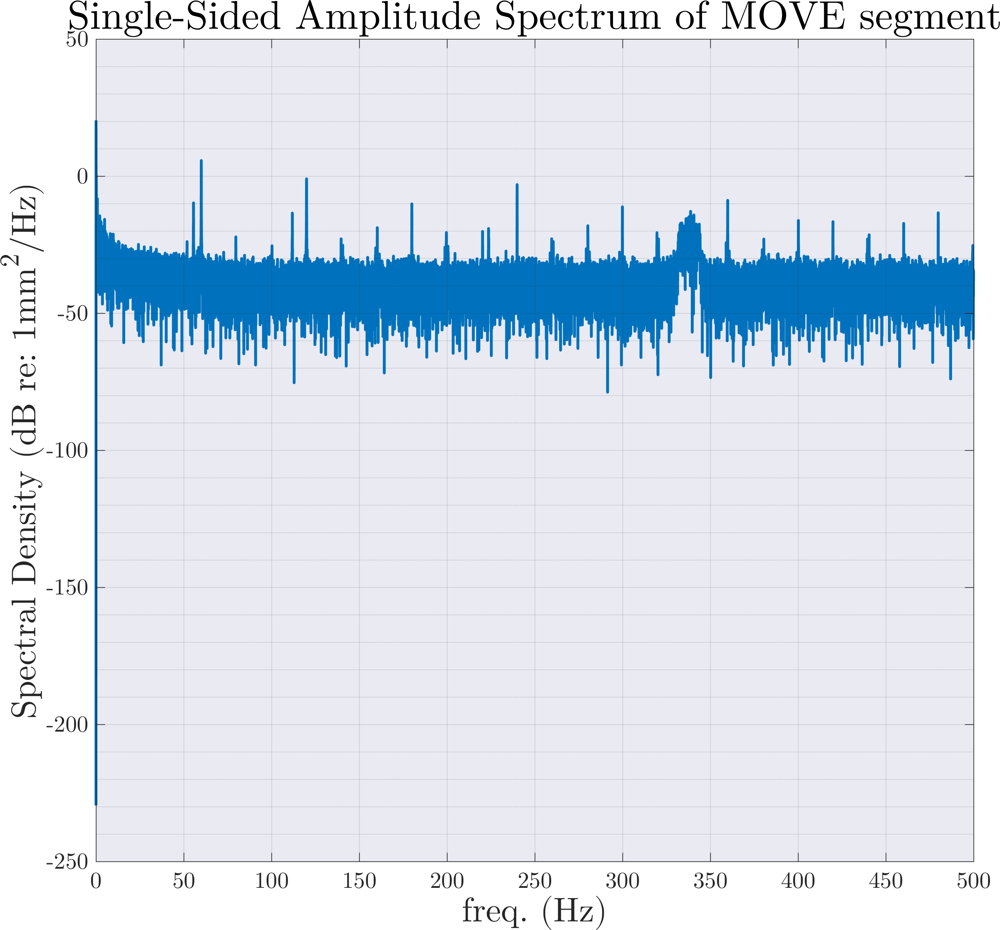 Single-Sided Amplitude Spectrum of MOVE segment
Spectral Density (dB re: 1mm²/Hz)
50
0
-50
-100
-150
-200
-250
0 50 100 150 200 250 300 350 400 450 500
freq. (Hz)